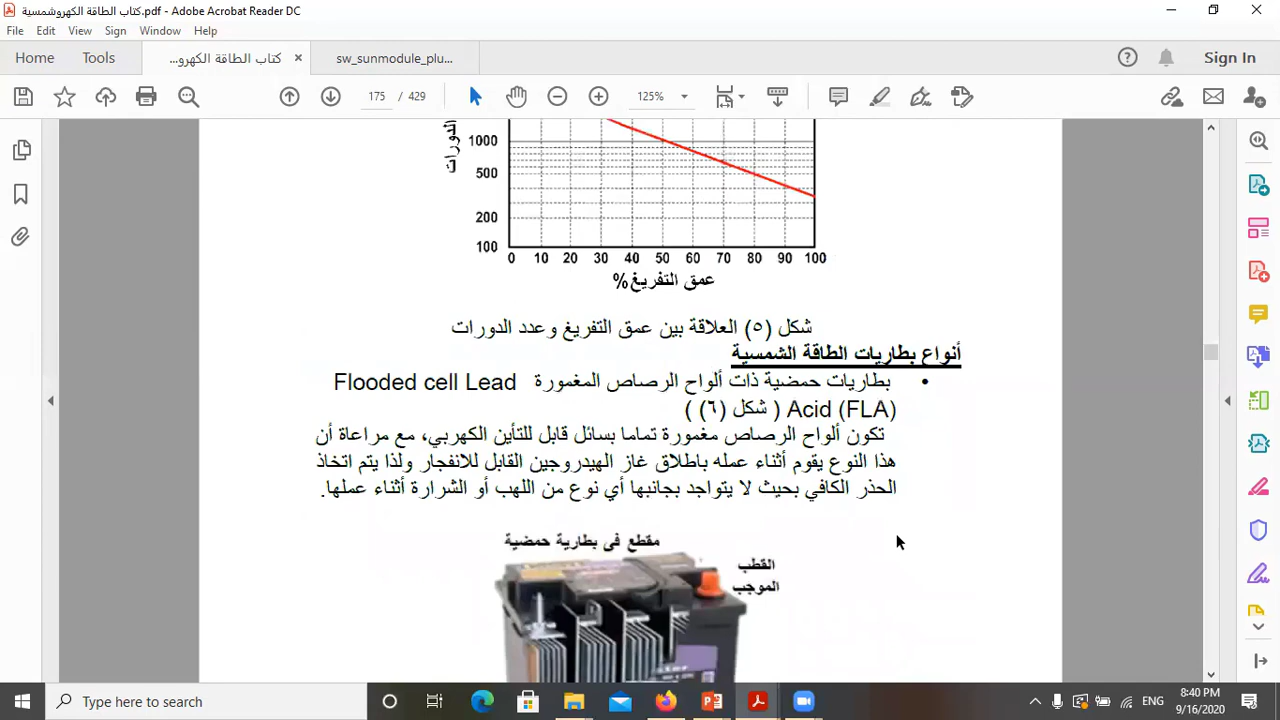 كتاب الطاقة الكهروشمسية.pdf - Adobe Acrobat Reader DC
File Edit View Sign Window Help
Home Tools كتاب الطاقة الكهرو... × sw_sunmodule_plu... Sign In
175 / 429 125%
الدورات
1000
500
200
100
0 10 20 30 40 50 60 70 80 90 100
عمق التفريغ%
شكل (٥) العلاقة بين عمق التفريغ وعدد الدورات
أنواع بطاريات الطاقة الشمسية
• بطاريات حمضية ذات ألواح الرصاص المغمورة Flooded cell Lead
Acid (FLA) ( شكل (٦) )
تكون ألواح الرصاص مغمورة تماما بسائل قابل للتأين الكهربي، مع مراعاة أن
هذا النوع يقوم أثناء عمله باطلاق غاز الهيدروجين القابل للانفجار ولذا يتم اتخاذ
الحذر الكافي بحيث لا يتواجد بجانبها أي نوع من اللهب أو الشرارة أثناء عملها.
مقطع فى بطارية حمضية
القطب
الموجب
Type here to search
ENG
8:40 PM
9/16/2020